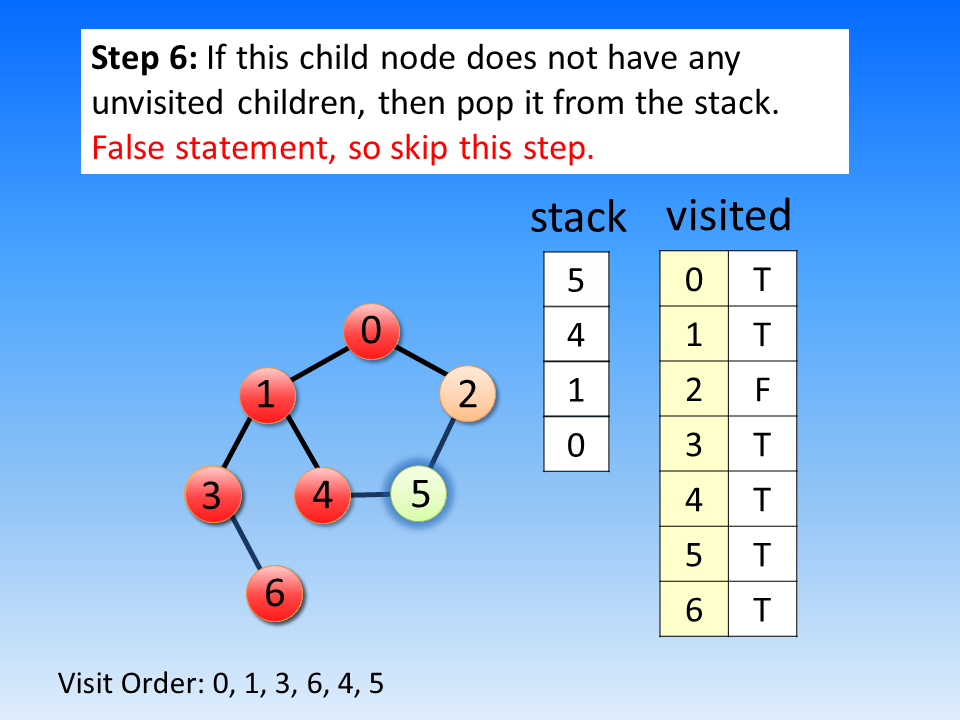 Step 6: If this child node does not have any
unvisited children, then pop it from the stack.
False statement, so skip this step.
stack visited
5
4
1
0
0 T
1 T
2 F
3 T
4 T
5 T
6 T
0
1
2
3
4
5
6
Visit Order: 0, 1, 3, 6, 4, 5